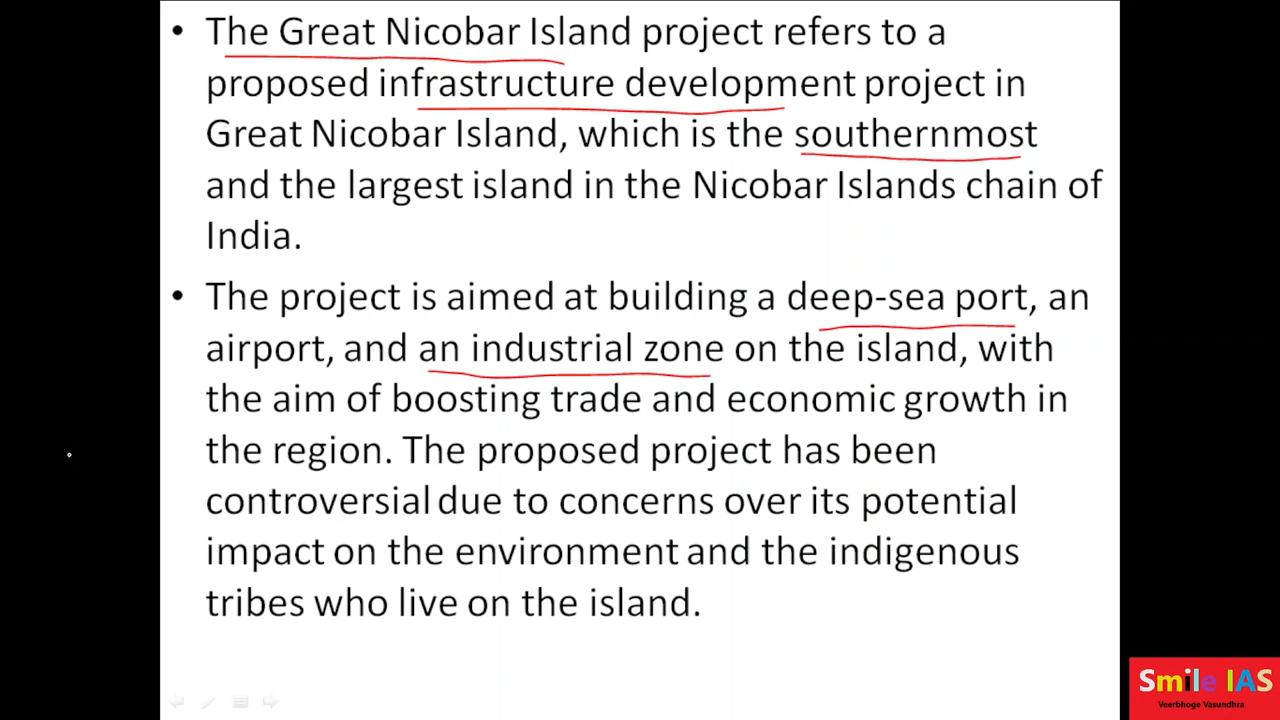 • The Great Nicobar Island project refers to a
proposed infrastructure development project in
Great Nicobar Island, which is the southernmost
and the largest island in the Nicobar Islands chain of
India.
• The project is aimed at building a deep-sea port, an
airport, and an industrial zone on the island, with
the aim of boosting trade and economic growth in
the region. The proposed project has been
controversial due to concerns over its potential
impact on the environment and the indigenous
tribes who live on the island.
Smile IAS
Veerbhoge Vasundhra